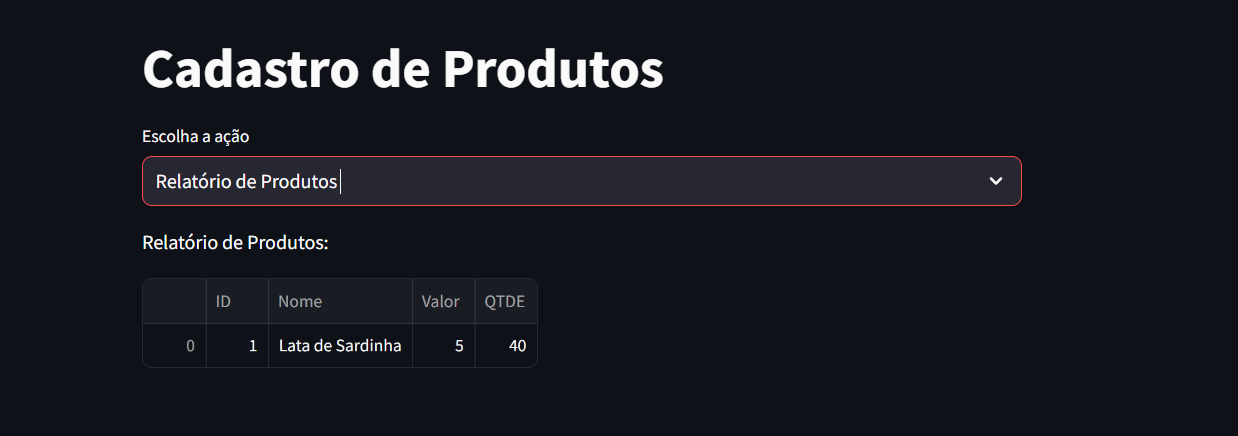 Cadastro de Produtos
Escolha a ação
Relatório de Produtos
Relatório de Produtos:
ID Nome Valor QTDE
0 1 Lata de Sardinha 5 40